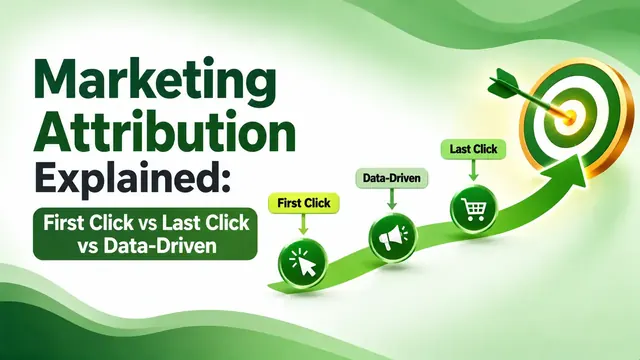 Marketing
Attribution
Explained:
First Click vs Last Click
vs Data-Driven
First Click
Data-Driven
Last Click